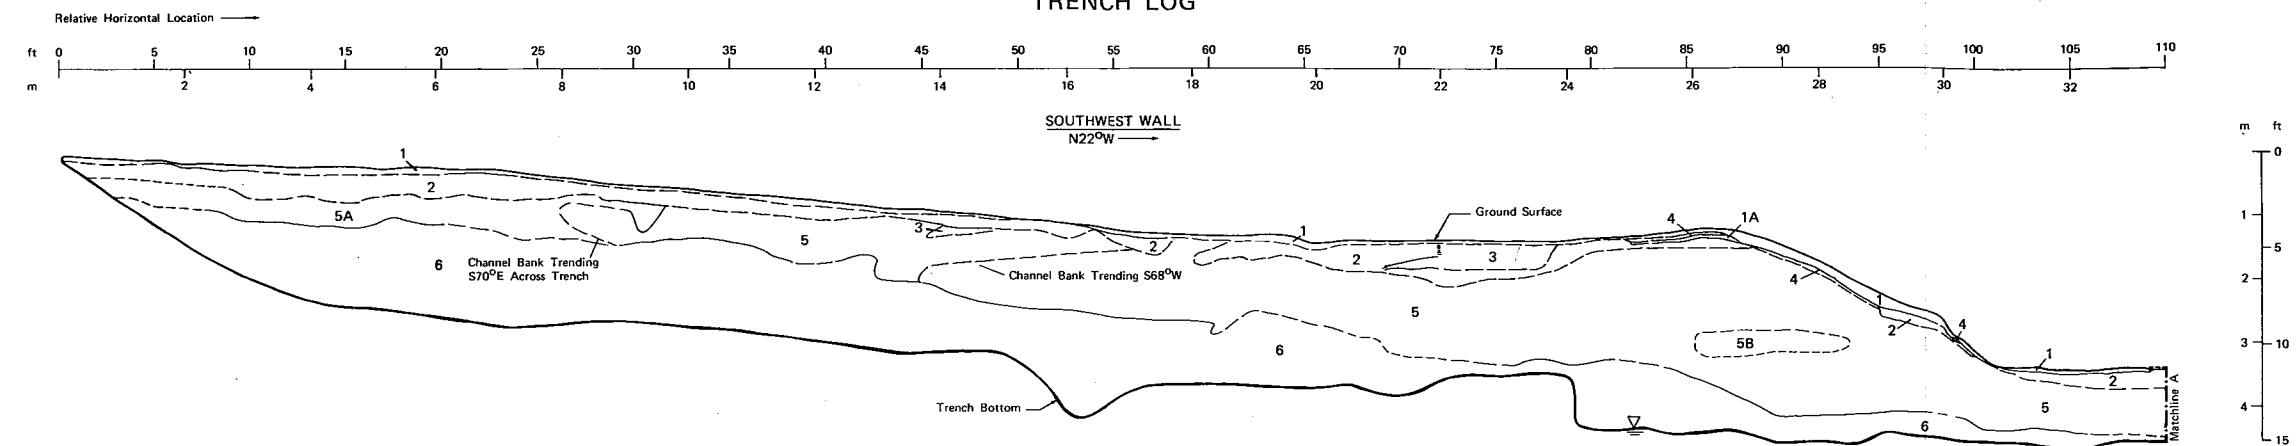 TRENCH LOG
Relative Horizontal Location
ft 0 5 10 15 20 25 30 35 40 45 50 55 60 65 70 75 80 85 90 95 100 105 110
m 2 4 6 8 10 12 14 16 18 20 22 24 26 28 30 32
SOUTHWEST WALL
N22ºW
m ft
0
1
5
2
3 10
4
15
1
2
5A
6
Channel Bank Trending
S70ºE Across Trench
5
3
2
Channel Bank Trending S68ºW
1
Ground Surface
2
3
4
1A
4
1
2
4
5
5B
6
Trench Bottom
6
1
2
5
Matchline A